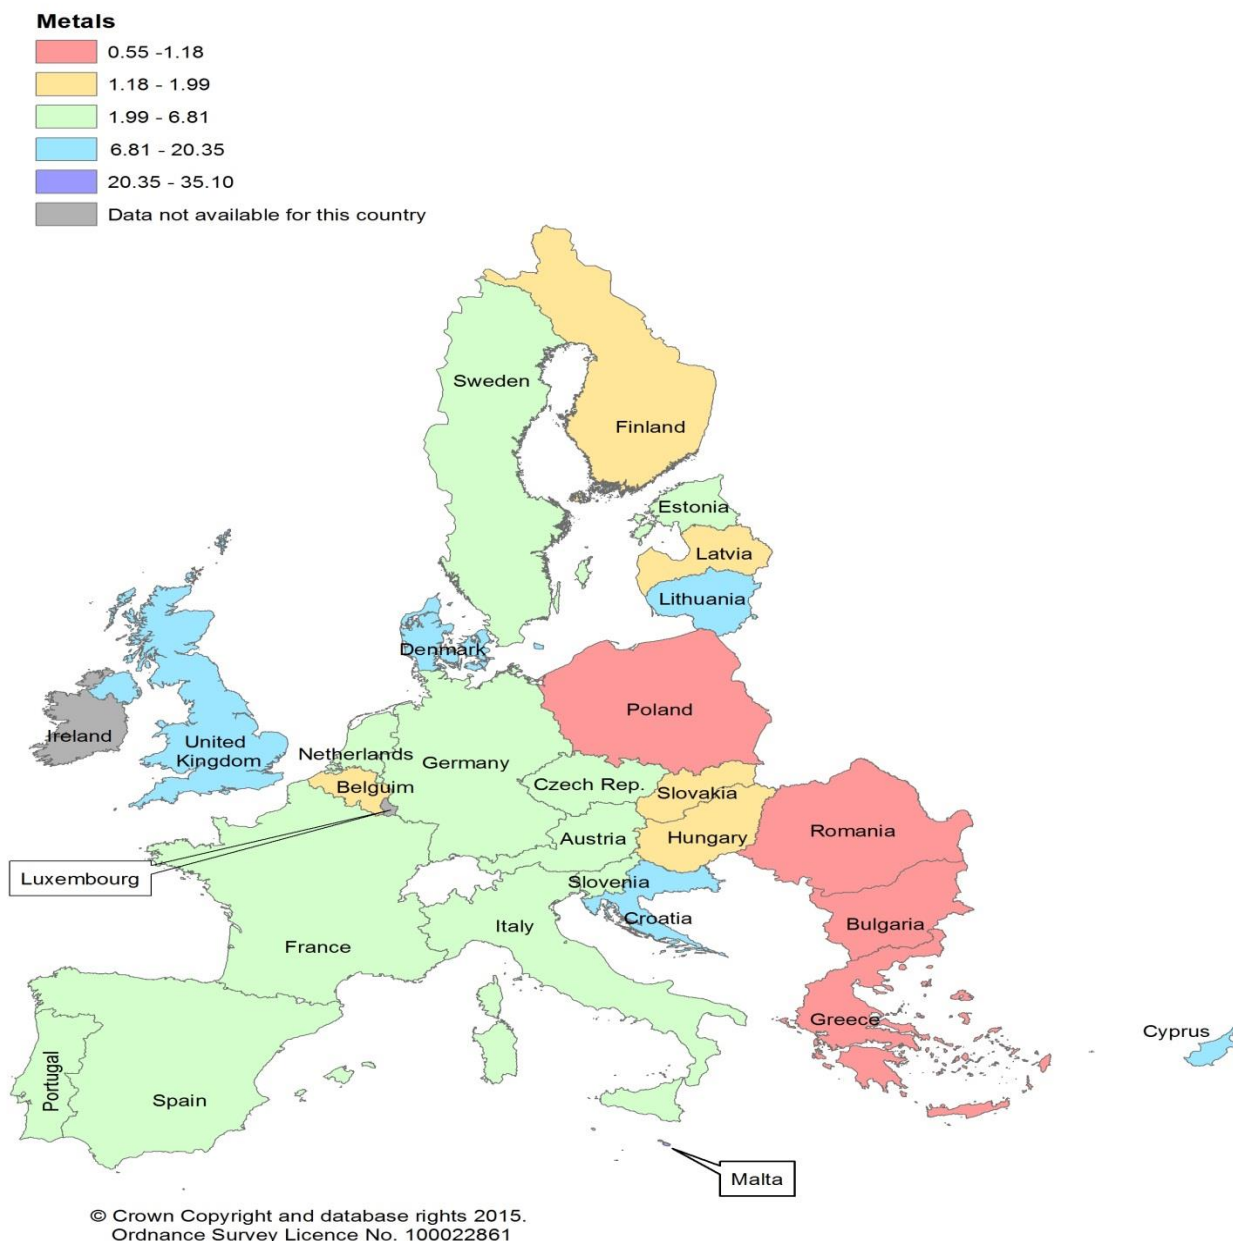 Metals
0.55 -1.18
1.18 - 1.99
1.99 - 6.81
6.81 - 20.35
20.35 - 35.10
Data not available for this country
Sweden
Finland
Estonia
Latvia
Lithuania
Denmark
Poland
Ireland
United
Kingdom
Netherlands
Germany
Belguim
Czech Rep.
Slovakia
Austria
Hungary
Romania
Luxembourg
Slovenia
Croatia
Bulgaria
Italy
France
Greece
Cyprus
Portugal
Spain
Malta
© Crown Copyright and database rights 2015.
Ordnance Survey Licence No. 100022861